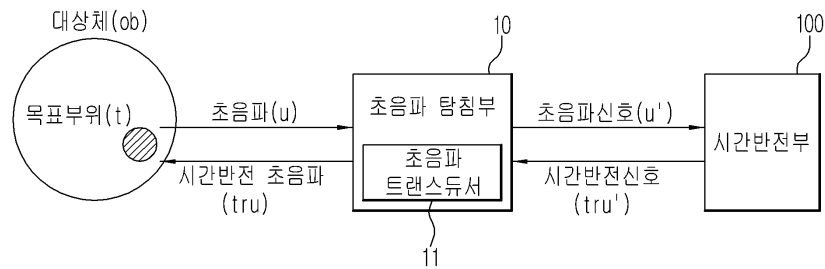 대상체(ob)
10
100
목표부위(t)
초음파(u)
초음파 탐침부
초음파신호(u')
시간반전부
시간반전 초음파
(tru)
초음파
트랜스듀서
시간반전신호
(tru')
11